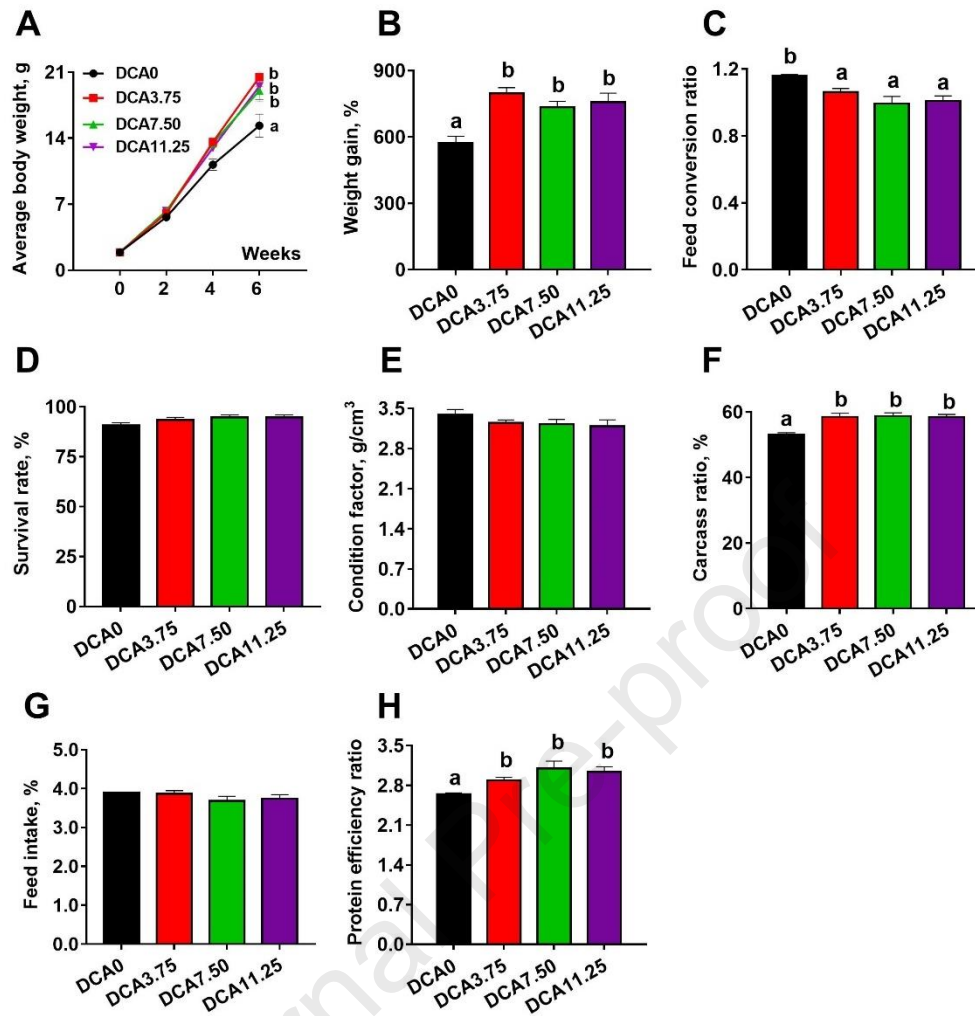 A
Average body weight, g
21
14
7
0
DCA0
DCA3.75
DCA7.50
DCA11.25
b
b
b
a
Weeks
0 2 4 6
B
Weight gain, %
900
600
300
0
a b b b
DCA0 DCA3.75 DCA7.50 DCA11.25
C
Feed conversion ratio
1.2
0.8
0.4
0.0
b a a a
DCA0 DCA3.75 DCA7.50 DCA11.25
D
Survival rate, %
100
75
50
25
0
DCA0 DCA3.75 DCA7.50 DCA11.25
E
Condition factor, g/cm³
3.5
2.8
2.1
1.4
0.7
0.0
DCA0 DCA3.75 DCA7.50 DCA11.25
F
Carcass ratio, %
60
40
20
0
a b b b
DCA0 DCA3.75 DCA7.50 DCA11.25
G
Feed intake, %
5.0
4.0
3.0
2.0
1.0
0.0
DCA0 DCA3.75 DCA7.50 DCA11.25
H
Protein efficiency ratio
3.5
2.8
2.1
1.4
0.7
0.0
a b b b
DCA0 DCA3.75 DCA7.50 DCA11.25
rnal Pre-proof